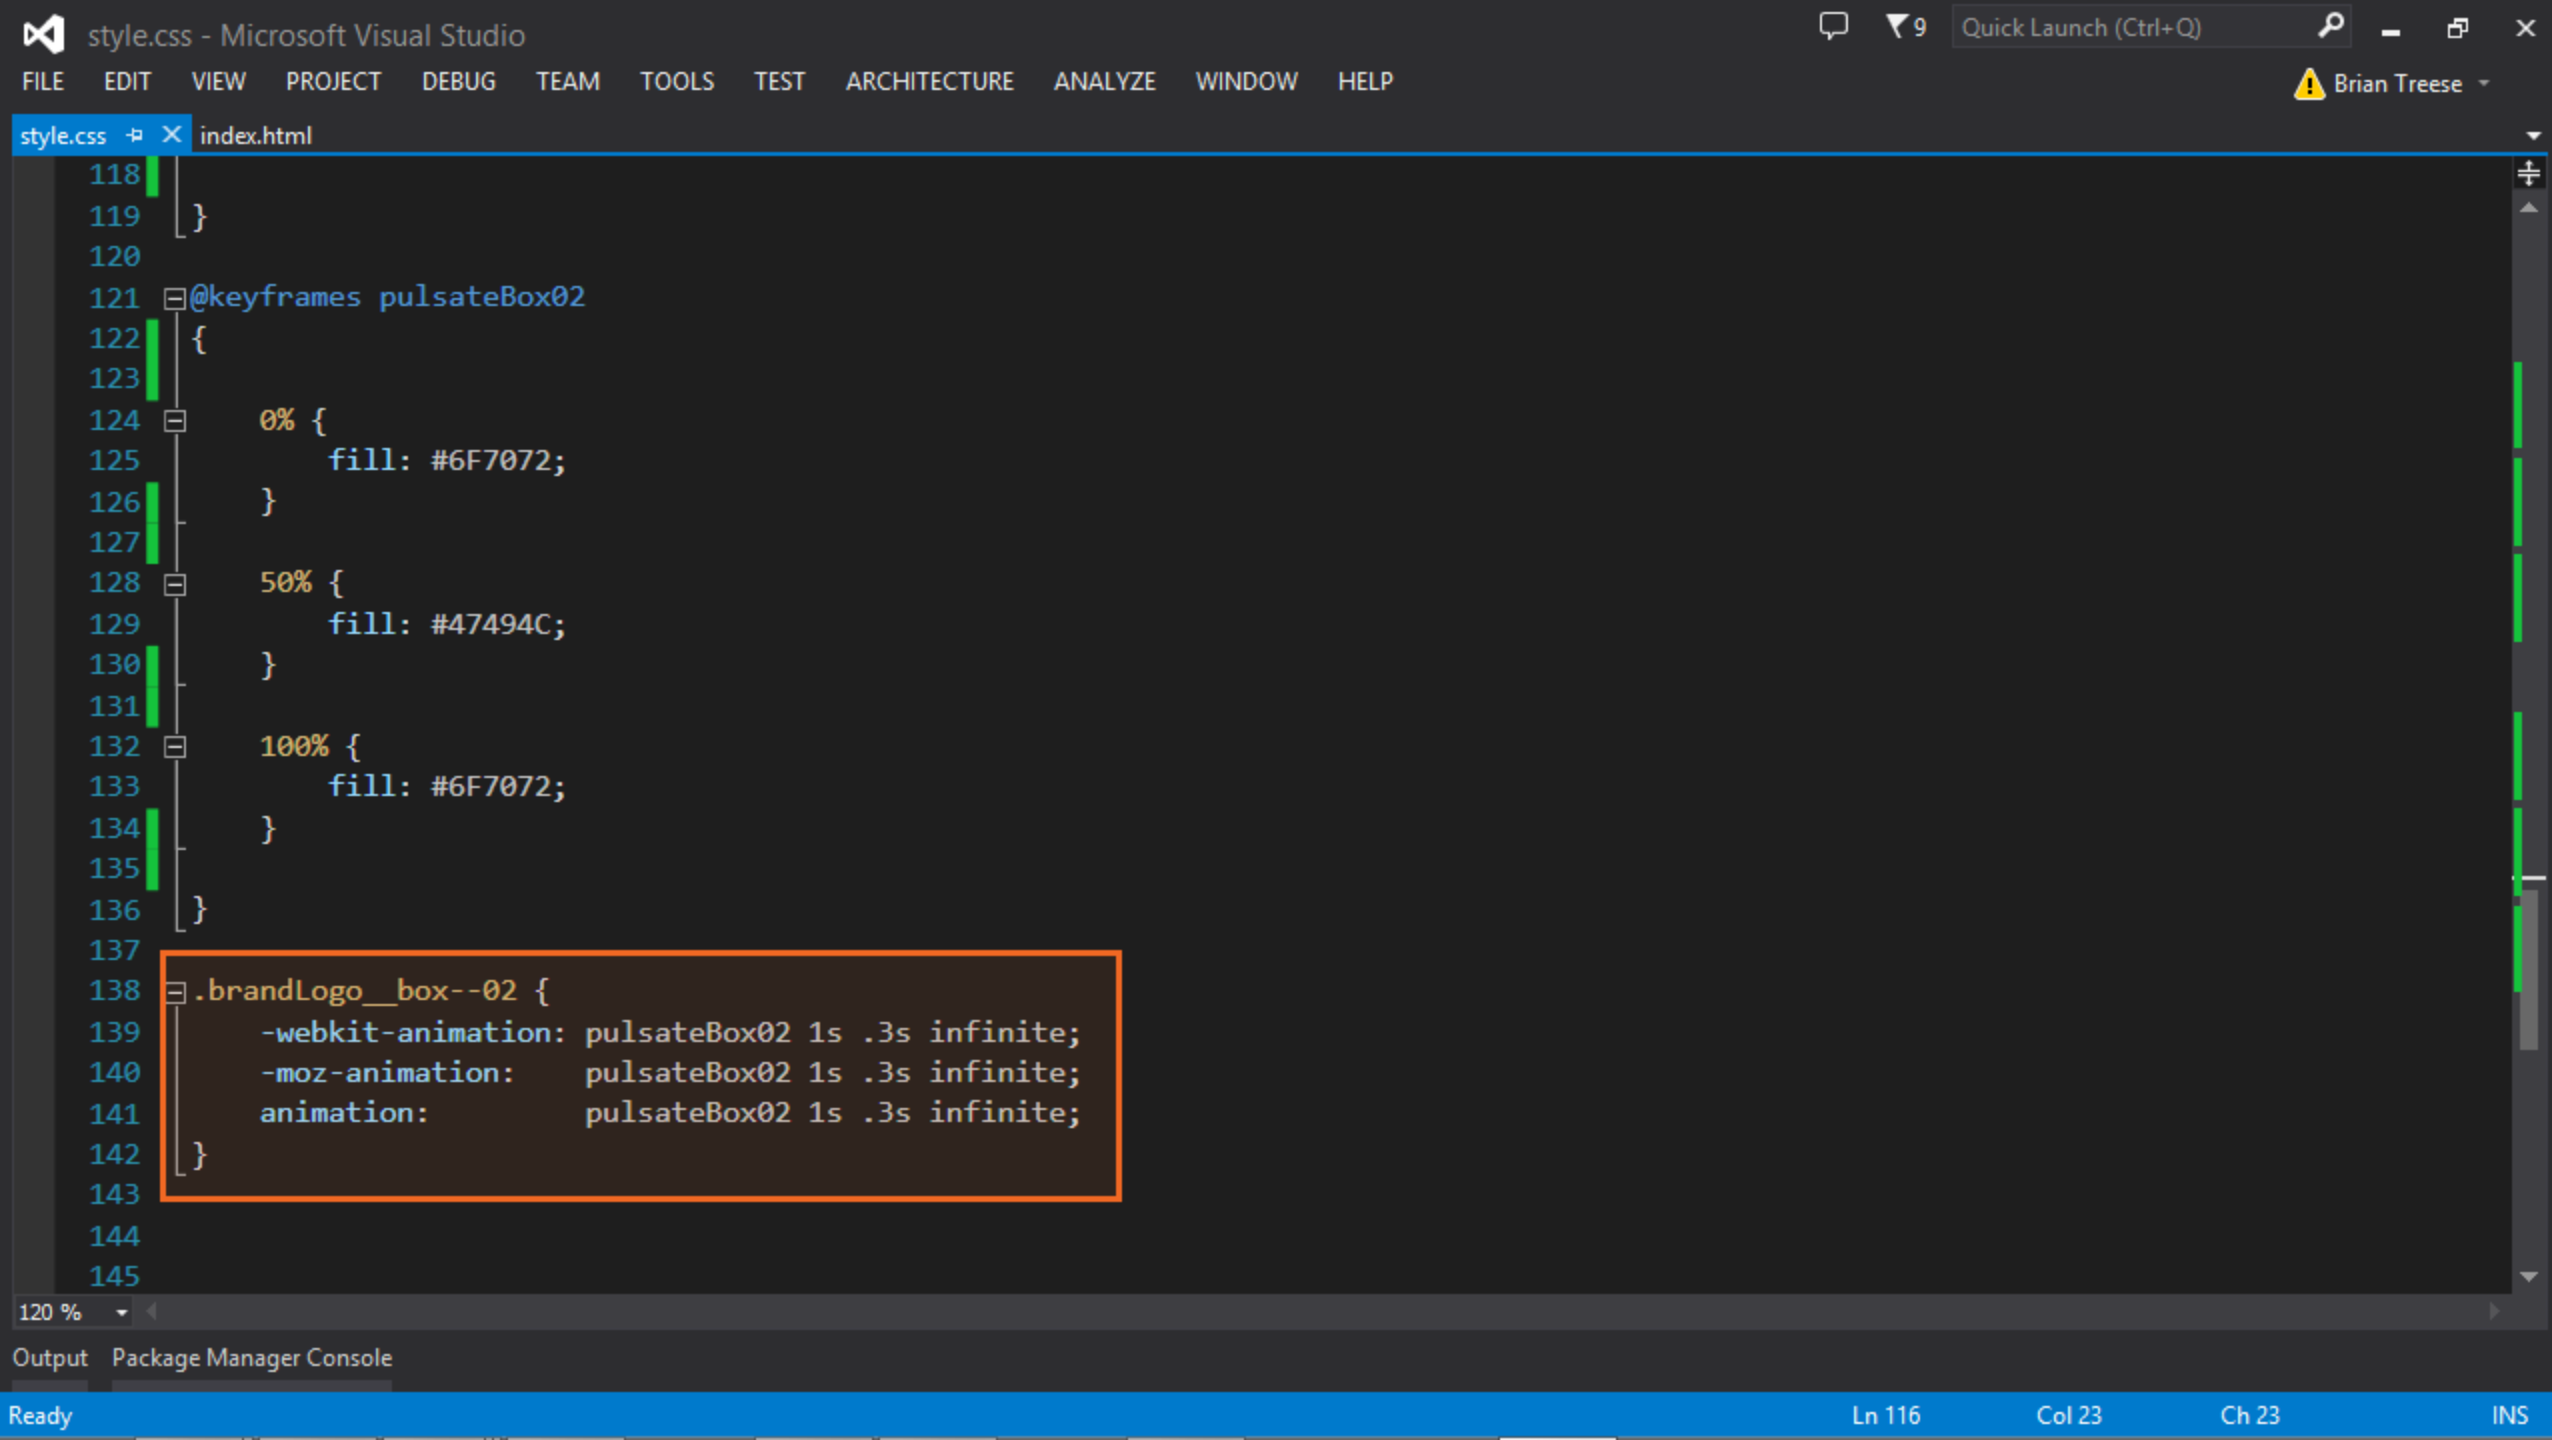 style.css - Microsoft Visual Studio
9
Quick Launch (Ctrl+Q)
FILE EDIT VIEW PROJECT DEBUG TEAM TOOLS TEST ARCHITECTURE ANALYZE WINDOW HELP
Brian Treese
style.css index.html
118
119 }
120
121 @keyframes pulsateBox02
122 {
123
124 0% {
125 fill: #6F7072;
126 }
127
128 50% {
129 fill: #47494C;
130 }
131
132 100% {
133 fill: #6F7072;
134 }
135
136 }
137
138 .brandLogo__box--02 {
139 -webkit-animation: pulsateBox02 1s .3s infinite;
140 -moz-animation: pulsateBox02 1s .3s infinite;
141 animation: pulsateBox02 1s .3s infinite;
142 }
143
144
145
120 %
Output Package Manager Console
Ready Ln 116 Col 23 Ch 23 INS